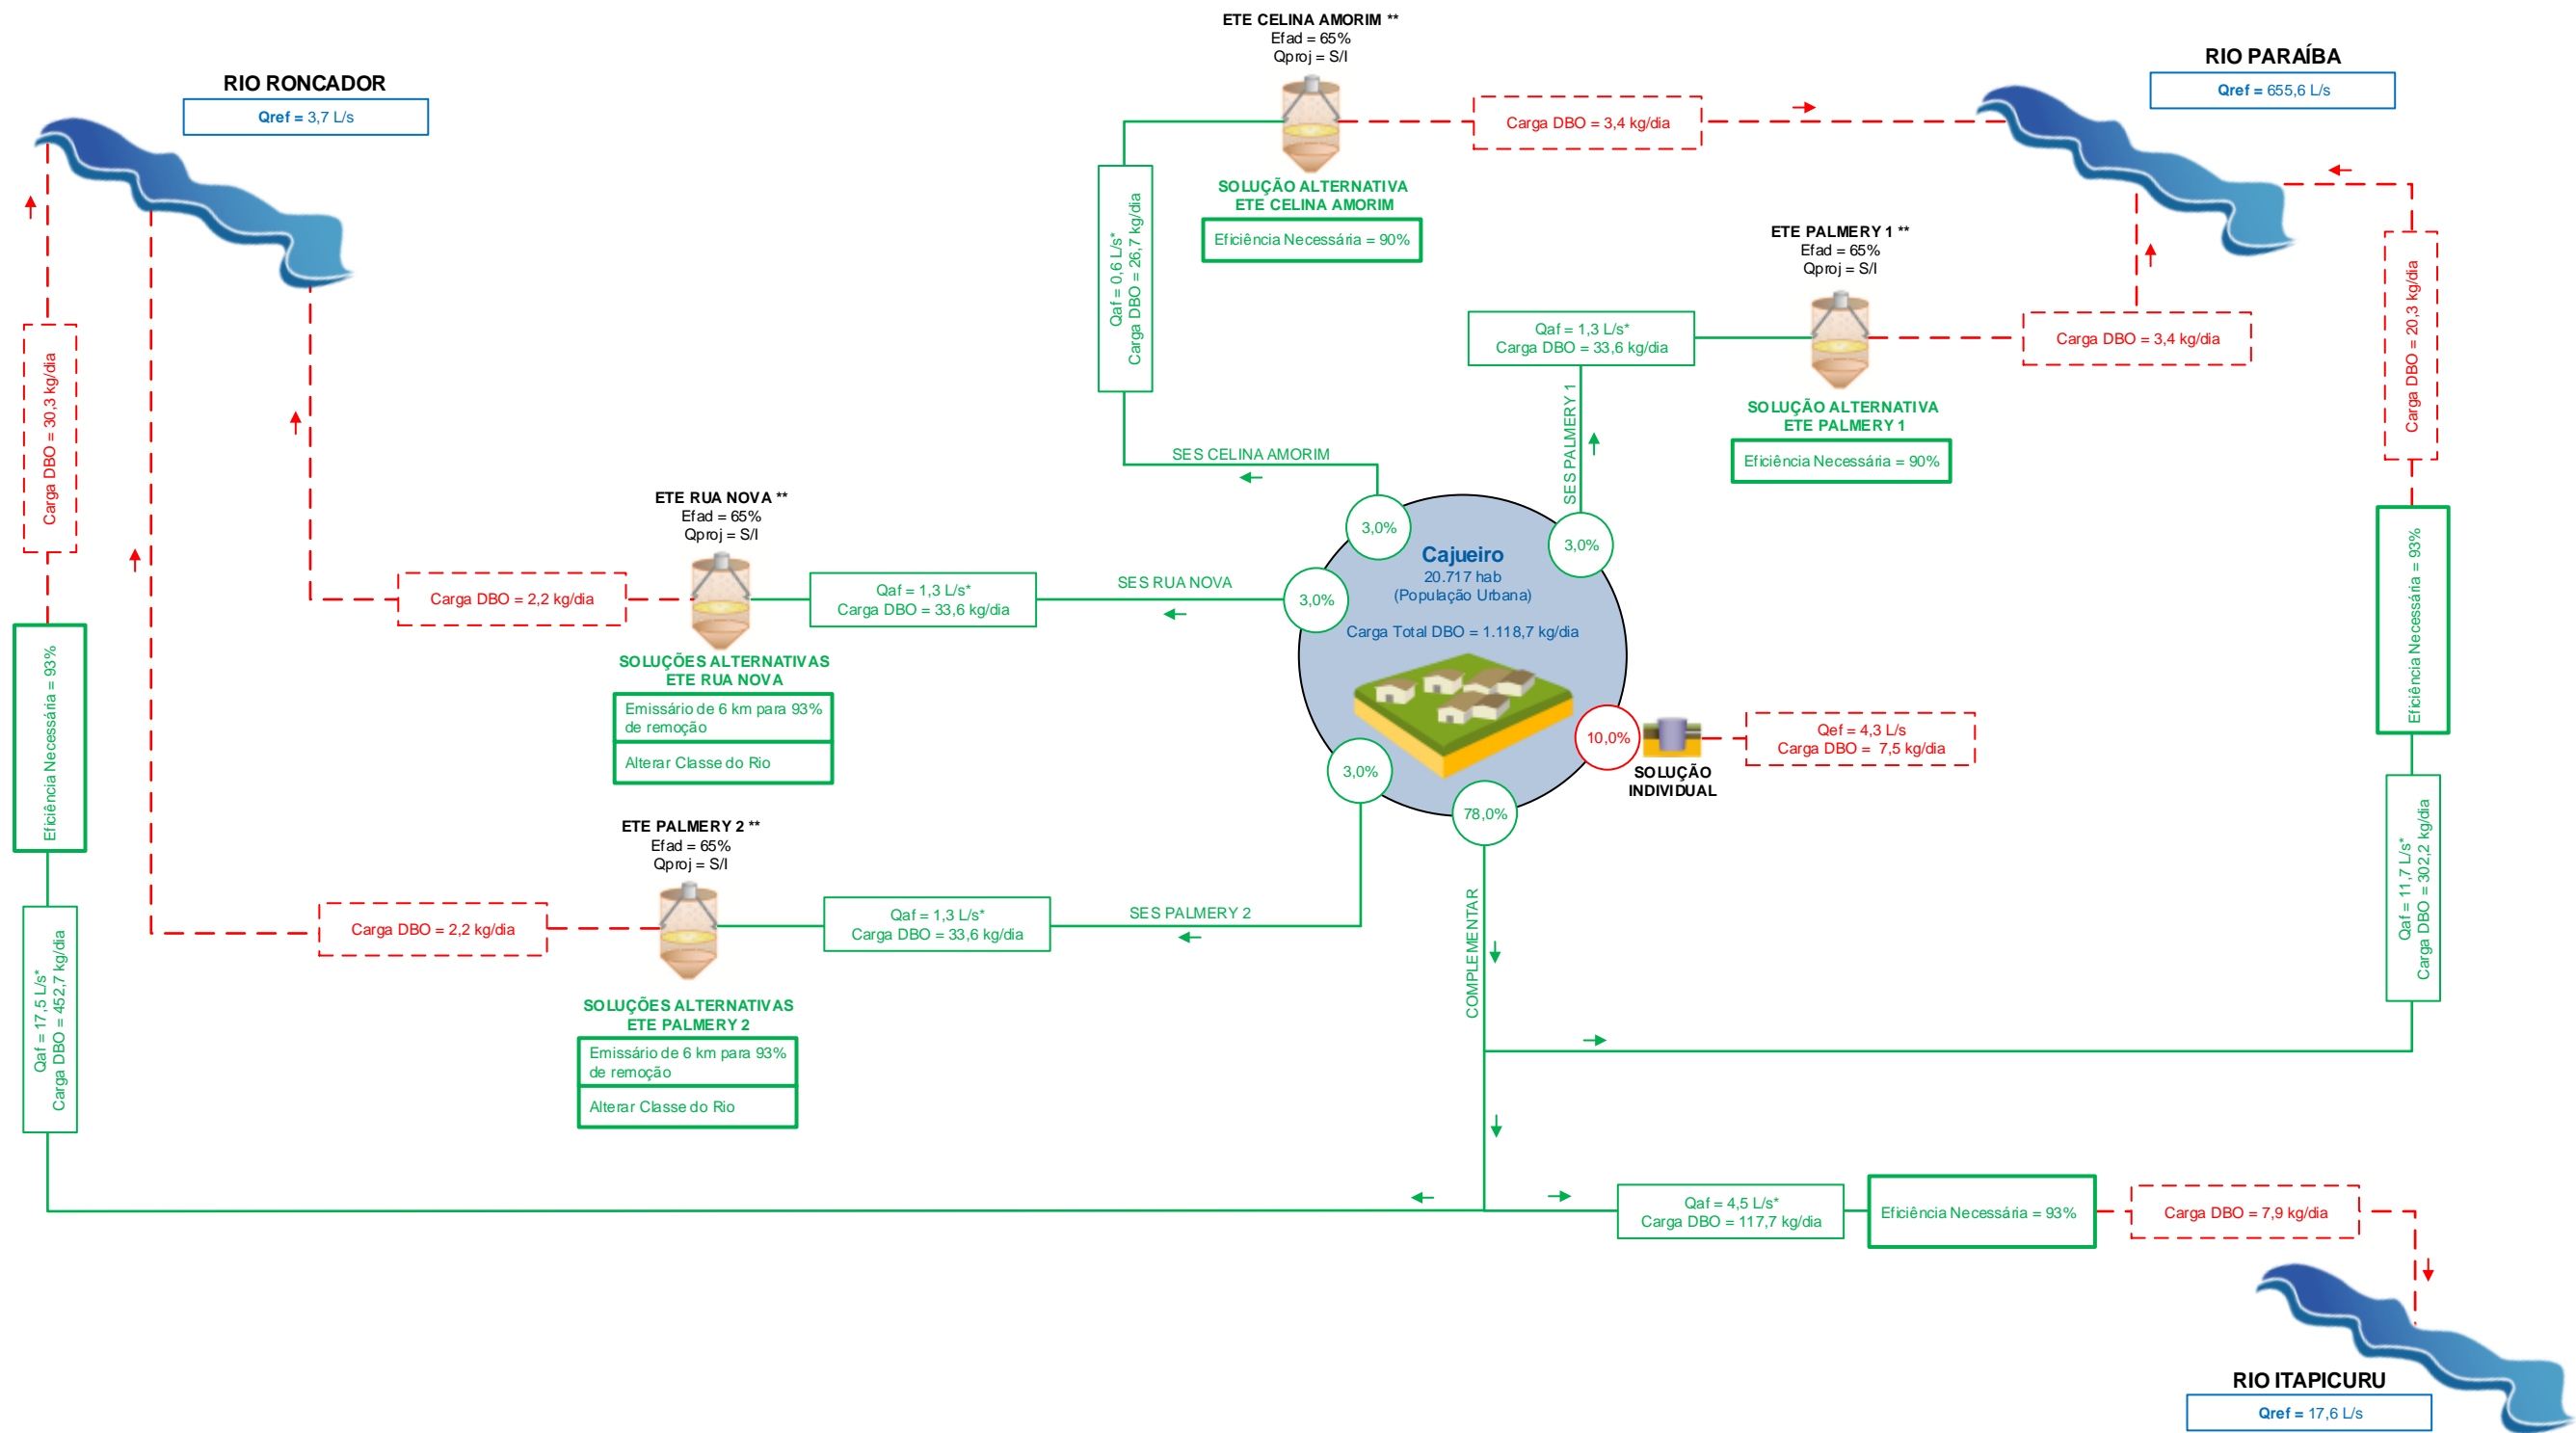 ETE CELINA AMORIM **
Efad = 65%
Qproj = S/I
RIO PARAÍBA
Qref = 655,6 L/s
RIO RONCADOR
Qref = 3,7 L/s
Carga DBO = 3,4 kg/dia
SOLUÇÃO ALTERNATIVA
ETE CELINA AMORIM
Eficiência Necessária = 90%
Qaf = 0,6 L/s*
Carga DBO = 26,7 kg/dia
ETE PALMERY 1 **
Efad = 65%
Qproj = S/I
Qaf = 1,3 L/s*
Carga DBO = 33,6 kg/dia
Carga DBO = 3,4 kg/dia
Carga DBO = 20,3 kg/dia
Carga DBO = 30,3 kg/dia
SOLUÇÃO ALTERNATIVA
ETE PALMERY 1
Eficiência Necessária = 90%
SES CELINA AMORIM
SES PALMERY 1
ETE RUA NOVA **
Efad = 65%
Qproj = S/I
3,0%
3,0%
Cajueiro
20.717 hab
(População Urbana)
Carga Total DBO = 1.118,7 kg/dia
SES RUA NOVA
3,0%
Qaf = 1,3 L/s*
Carga DBO = 33,6 kg/dia
Carga DBO = 2,2 kg/dia
SOLUÇÕES ALTERNATIVAS
ETE RUA NOVA
Emissário de 6 km para 93%
de remoção
Alterar Classe do Rio
Eficiência Necessária = 93%
Eficiência Necessária = 93%
10,0%
SOLUÇÃO
INDIVIDUAL
Qef = 4,3 L/s
Carga DBO = 7,5 kg/dia
3,0%
78,0%
ETE PALMERY 2 **
Efad = 65%
Qproj = S/I
Carga DBO = 2,2 kg/dia
Qaf = 1,3 L/s*
Carga DBO = 33,6 kg/dia
SES PALMERY 2
COMPLEMENTAR
Qaf = 11,7 L/s*
Carga DBO = 302,2 kg/dia
Qaf = 17,5 L/s*
Carga DBO = 452,7 kg/dia
SOLUÇÕES ALTERNATIVAS
ETE PALMERY 2
Emissário de 6 km para 93%
de remoção
Alterar Classe do Rio
Qaf = 4,5 L/s*
Carga DBO = 117,7 kg/dia
Eficiência Necessária = 93%
Carga DBO = 7,9 kg/dia
RIO ITAPICURU
Qref = 17,6 L/s